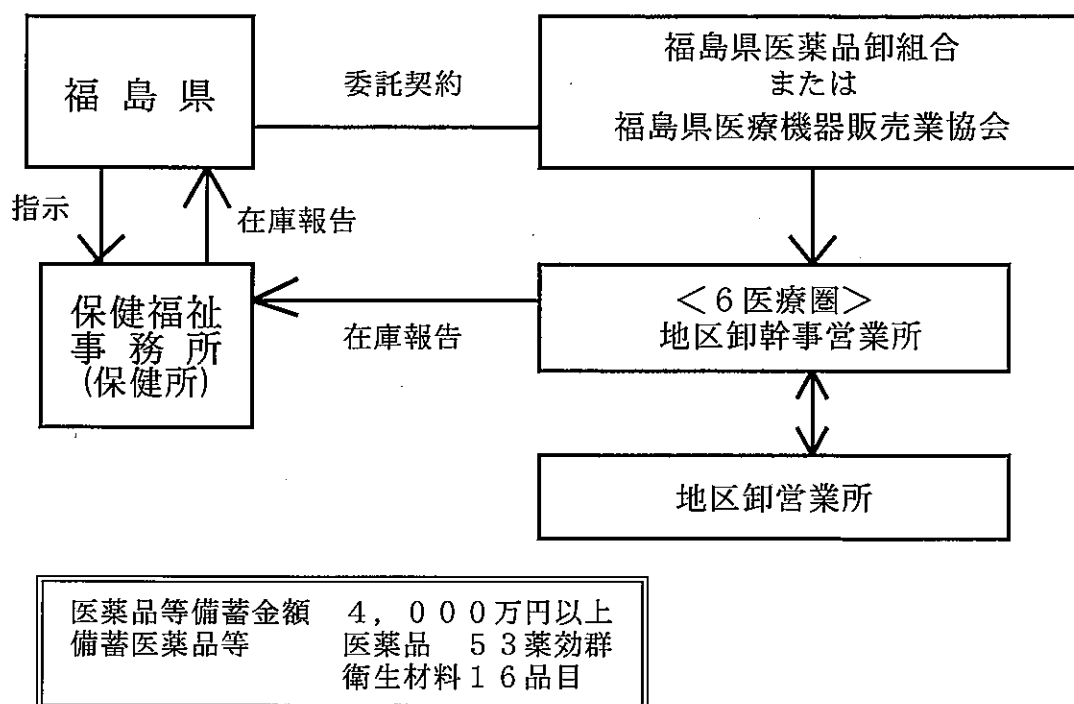 福島県
委託契約
福島県医薬品卸組合
または
福島県医療機器販売業協会
指示
在庫報告
保健福祉
事務所
(保健所)
在庫報告
＜６医療圏＞
地区卸幹事営業所
地区卸営業所
医薬品等備蓄金額　４，０００万円以上
備蓄医薬品等　医薬品　５３薬効群
衛生材料１６品目